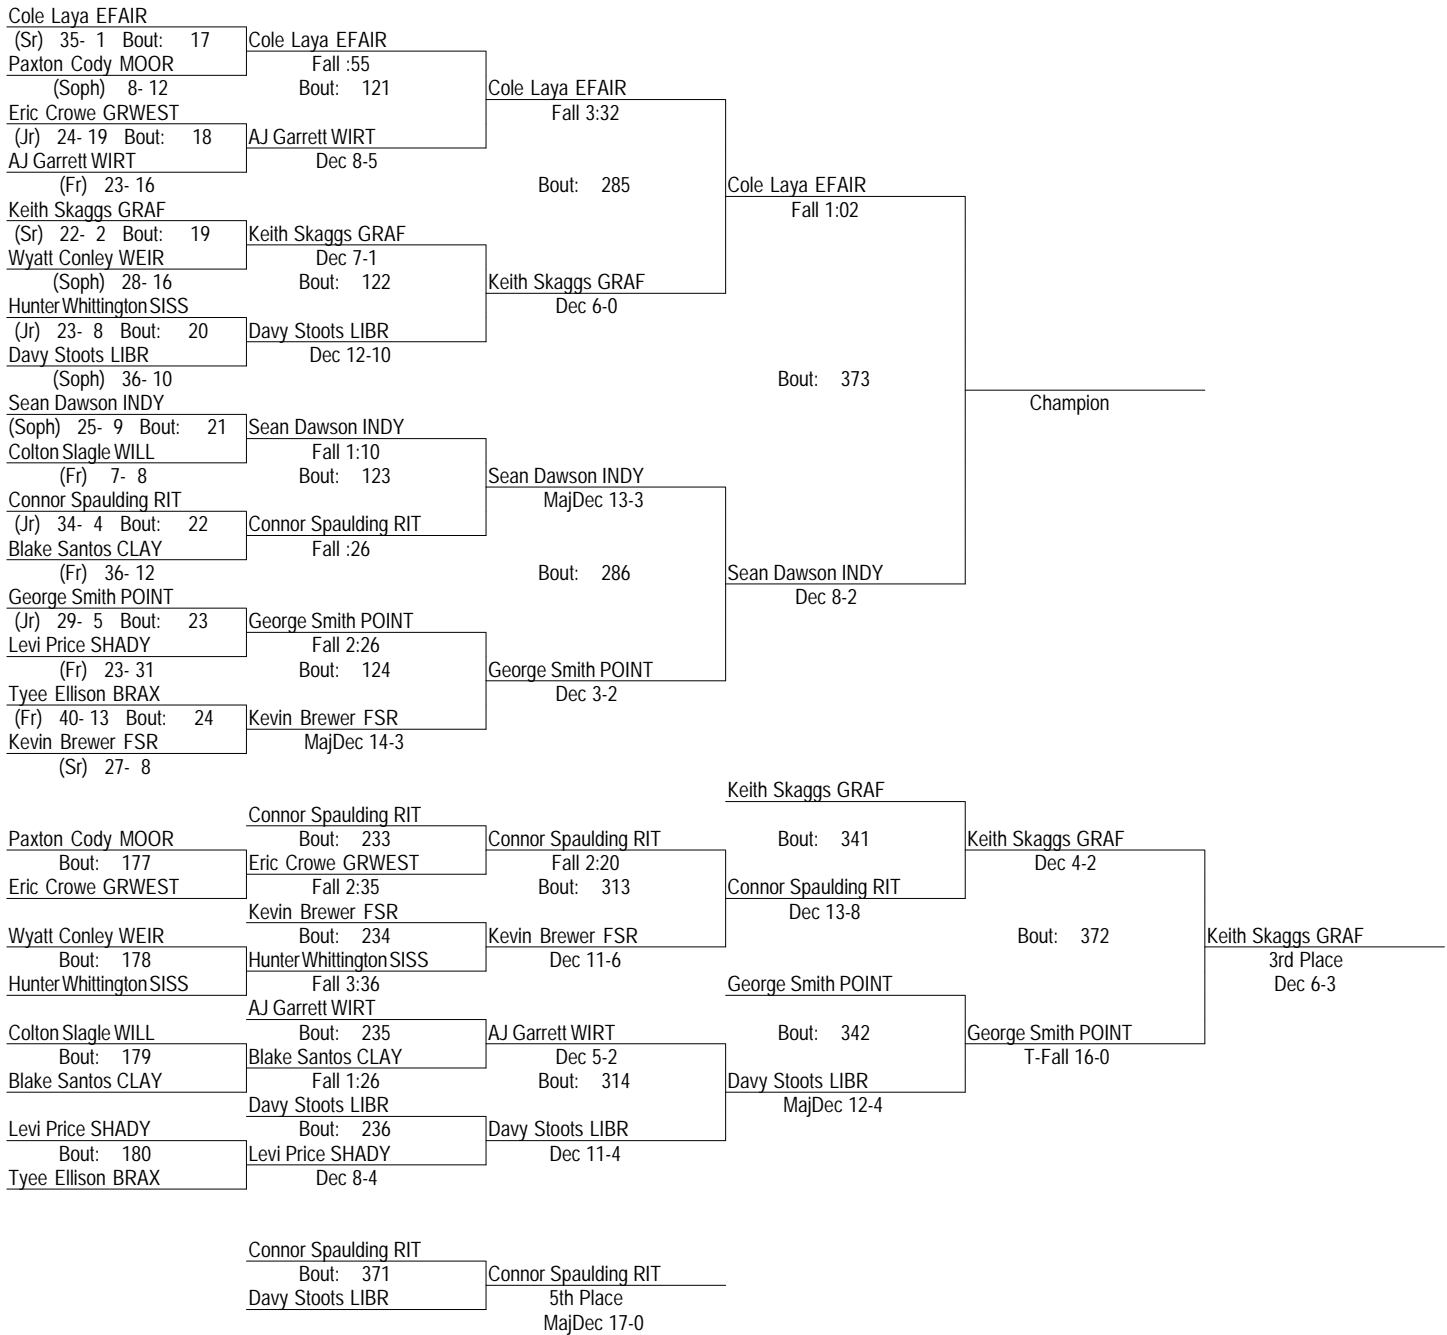 Cole Laya EFAIR
(Sr) 35- 1 Bout: 17 Cole Laya EFAIR
Paxton Cody MOOR Fall :55
(Soph) 8- 12 Bout: 121 Cole Laya EFAIR
Eric Crowe GRWEST Fall 3:32
(Jr) 24- 19 Bout: 18 AJ Garrett WIRT
AJ Garrett WIRT Dec 8-5
(Fr) 23- 16 Bout: 285 Cole Laya EFAIR
Keith Skaggs GRAF Fall 1:02
(Sr) 22- 2 Bout: 19 Keith Skaggs GRAF
Wyatt Conley WEIR Dec 7-1
(Soph) 28- 16 Bout: 122 Keith Skaggs GRAF
Hunter Whittington SISS Dec 6-0
(Jr) 23- 8 Bout: 20 Davy Stoots LIBR
Davy Stoots LIBR Dec 12-10
(Soph) 36- 10 Bout: 373
Sean Dawson INDY Champion
(Soph) 25- 9 Bout: 21 Sean Dawson INDY
Colton Slagle WILL Fall 1:10
(Fr) 7- 8 Bout: 123 Sean Dawson INDY
Connor Spaulding RIT MajDec 13-3
(Jr) 34- 4 Bout: 22 Connor Spaulding RIT
Blake Santos CLAY Fall :26
(Fr) 36- 12 Bout: 286 Sean Dawson INDY
George Smith POINT Dec 8-2
(Jr) 29- 5 Bout: 23 George Smith POINT
Levi Price SHADY Fall 2:26
(Fr) 23- 31 Bout: 124 George Smith POINT
Tyee Ellison BRAX Dec 3-2
(Fr) 40- 13 Bout: 24 Kevin Brewer FSR
Kevin Brewer FSR MajDec 14-3
(Sr) 27- 8
Keith Skaggs GRAF
Connor Spaulding RIT
Paxton Cody MOOR Bout: 233 Connor Spaulding RIT Bout: 341 Keith Skaggs GRAF
Bout: 177 Eric Crowe GRWEST Fall 2:20 Dec 4-2
Eric Crowe GRWEST Fall 2:35 Bout: 313 Connor Spaulding RIT
Kevin Brewer FSR Dec 13-8
Wyatt Conley WEIR Bout: 234 Kevin Brewer FSR Bout: 372 Keith Skaggs GRAF
Bout: 178 Hunter Whittington SISS Dec 11-6 3rd Place
Hunter Whittington SISS Fall 3:36 George Smith POINT Dec 6-3
AJ Garrett WIRT
Colton Slagle WILL Bout: 235 AJ Garrett WIRT Bout: 342 George Smith POINT
Bout: 179 Blake Santos CLAY Dec 5-2 T-Fall 16-0
Blake Santos CLAY Fall 1:26 Bout: 314 Davy Stoots LIBR
Davy Stoots LIBR MajDec 12-4
Levi Price SHADY Bout: 236 Davy Stoots LIBR
Bout: 180 Levi Price SHADY Dec 11-4
Tyee Ellison BRAX Dec 8-4
Connor Spaulding RIT
Bout: 371 Connor Spaulding RIT
Davy Stoots LIBR 5th Place
MajDec 17-0